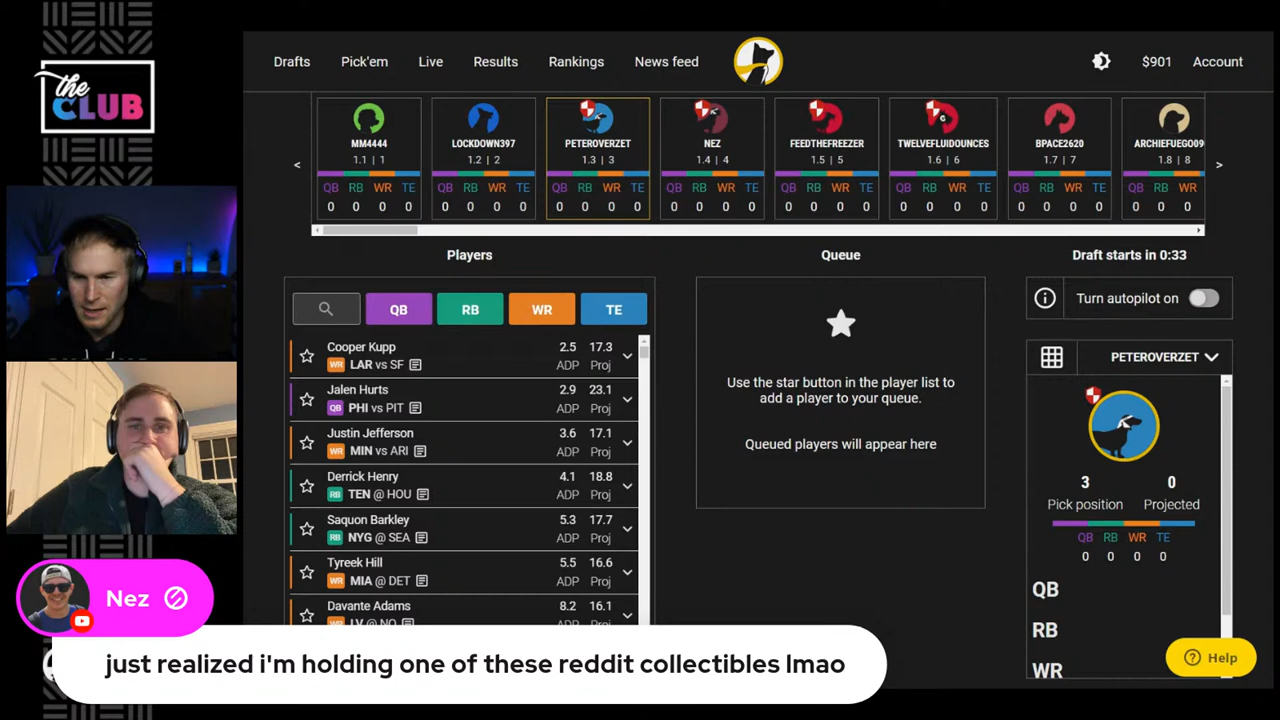 the
CLUB
Drafts Pick'em Live Results Rankings News feed $901 Account
MM4444 LOCKDOWN397 PETEROVERZET NEZ FEEDTHEFREEZER TWELVEFLUIDOUNCES BPACE2620 ARCHIEFUEGO09
1.1 | 1 1.2 | 2 1.3 | 3 1.4 | 4 1.5 | 5 1.6 | 6 1.7 | 7 1.8 | 8
< >
QB RB WR TE QB RB WR TE QB RB WR TE QB RB WR TE QB RB WR TE QB RB WR TE QB RB WR TE QB RB WR
0 0 0 0 0 0 0 0 0 0 0 0 0 0 0 0 0 0 0 0 0 0 0 0 0 0 0 0 0 0 0
Players Queue Draft starts in 0:33
QB RB WR TE
Turn autopilot on
Cooper Kupp 2.5 17.3
WR LAR vs SF ADP Proj
Jalen Hurts 2.9 23.1
QB PHI vs PIT ADP Proj
Justin Jefferson 3.6 17.1
WR MIN vs ARI ADP Proj
Derrick Henry 4.1 18.8
RB TEN @ HOU ADP Proj
Saquon Barkley 5.3 17.7
RB NYG @ SEA ADP Proj
Tyreek Hill 5.5 16.6
WR MIA @ DET ADP Proj
Davante Adams 8.2 16.1
WR LV @ NO ADP Proj
Use the star button in the player list to
add a player to your queue.
Queued players will appear here
PETEROVERZET
3 0
Pick position Projected
QB RB WR TE
0 0 0 0
QB
RB
WR
Help
Nez
just realized i'm holding one of these reddit collectibles lmao